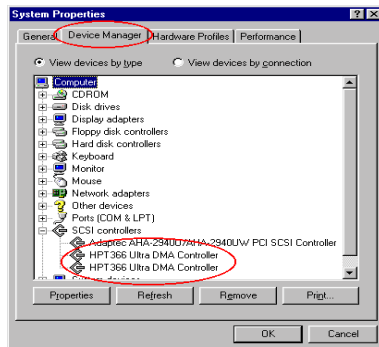 System Properties
General Device Manager Hardware Profiles Performance
View devices by type View devices by connection
Computer
CDROM
Disk drives
Display adapters
Floppy disk controllers
Hard disk controllers
Keyboard
Monitor
Mouse
Network adapters
Other devices
Ports (COM & LPT)
SCSI controllers
Adaptec AHA-2940U/AHA-2940UW PCI SCSI Controller
HPT366 Ultra DMA Controller
HPT366 Ultra DMA Controller
System devices
Properties Refresh Remove Print...
OK Cancel